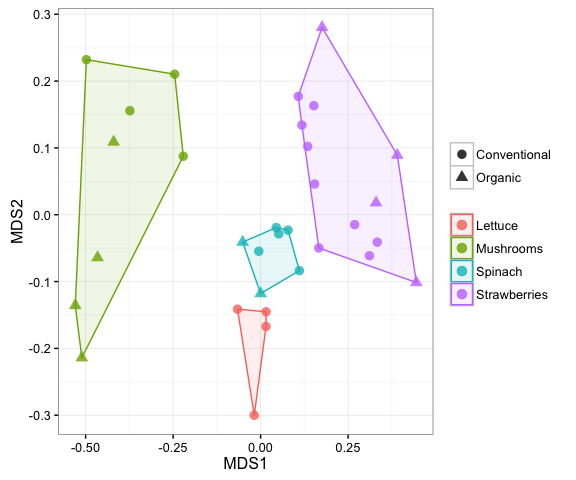 0.3
0.2
0.1
0.0
-0.1
-0.2
-0.3
MDS2
-0.50
-0.25
0.00
0.25
MDS1
Conventional
Organic
Lettuce
Mushrooms
Spinach
Strawberries